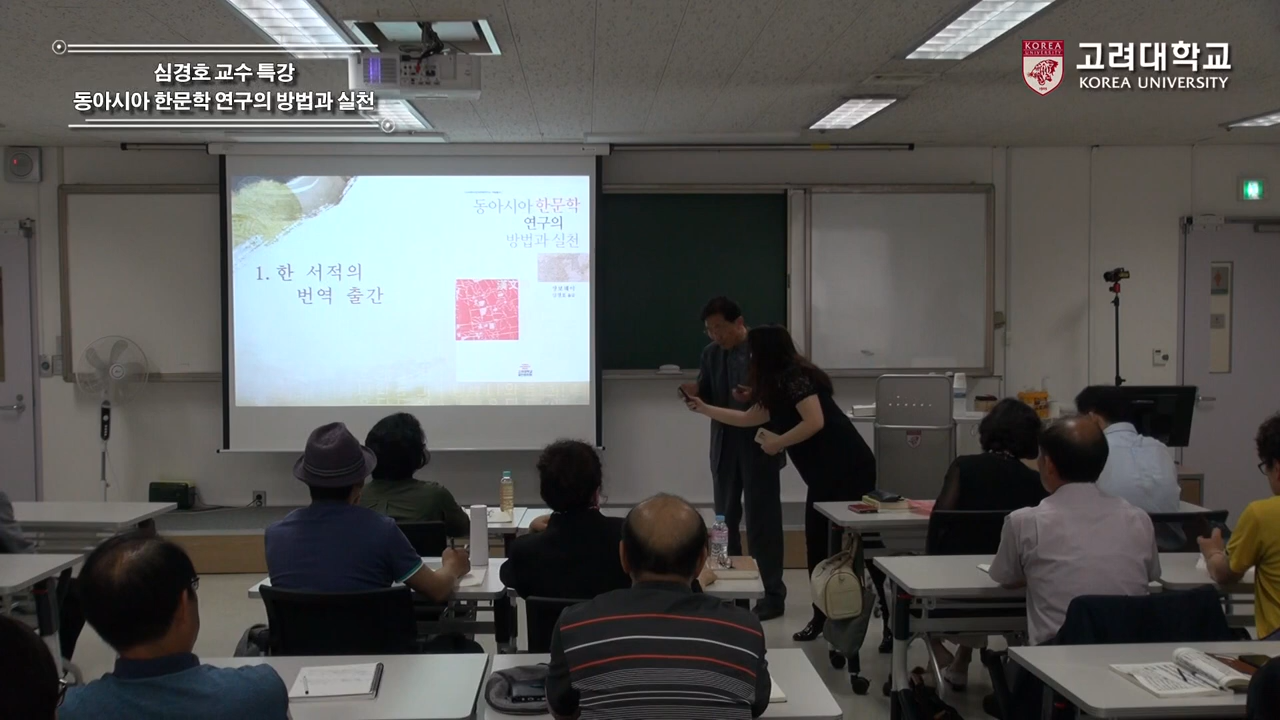 심경호 교수 특강
동아시아 한문학 연구의 방법과 실천
KOREA
고려대학교
KOREA UNIVERSITY
동아시아 한문학
연구의
방법과 실천
1. 한 서적의
번역 출간
漢文